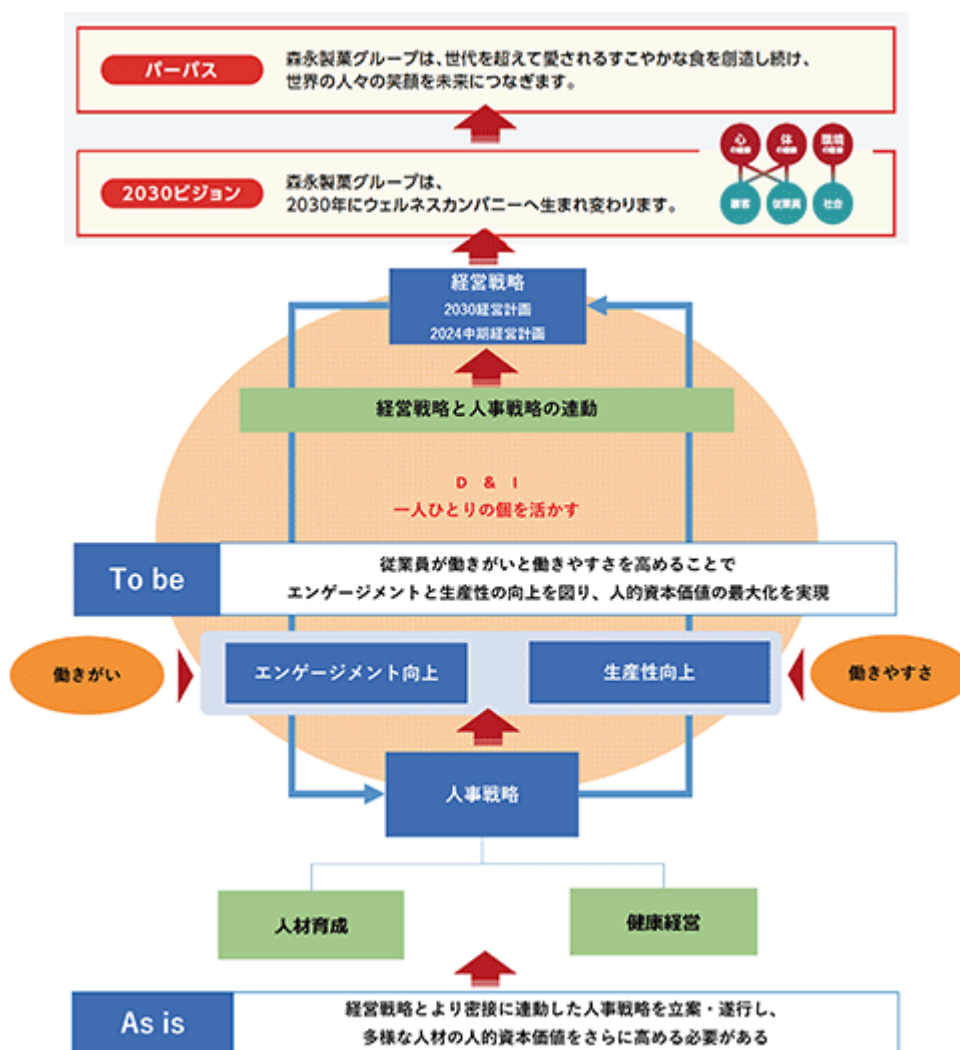 パーパス
森永製菓グループは、世代を超えて愛されるすこやかな食を創造し続け、
世界の人々の笑顔を未来につなぎます。
2030ビジョン
森永製菓グループは、
2030年にウェルネスカンパニーへ生まれ変わります。
心
の健康
体
の健康
環境
の健康
顧客
従業員
社会
経営戦略
2030経営計画
2024中期経営計画
経営戦略と人事戦略の連動
D & I
一人ひとりの個を活かす
To be
従業員が働きがいと働きやすさを高めることで
エンゲージメントと生産性の向上を図り、人的資本価値の最大化を実現
働きがい
エンゲージメント向上
生産性向上
働きやすさ
人事戦略
人材育成
健康経営
As is
経営戦略とより密接に連動した人事戦略を立案・遂行し、
多様な人材の人的資本価値をさらに高める必要がある